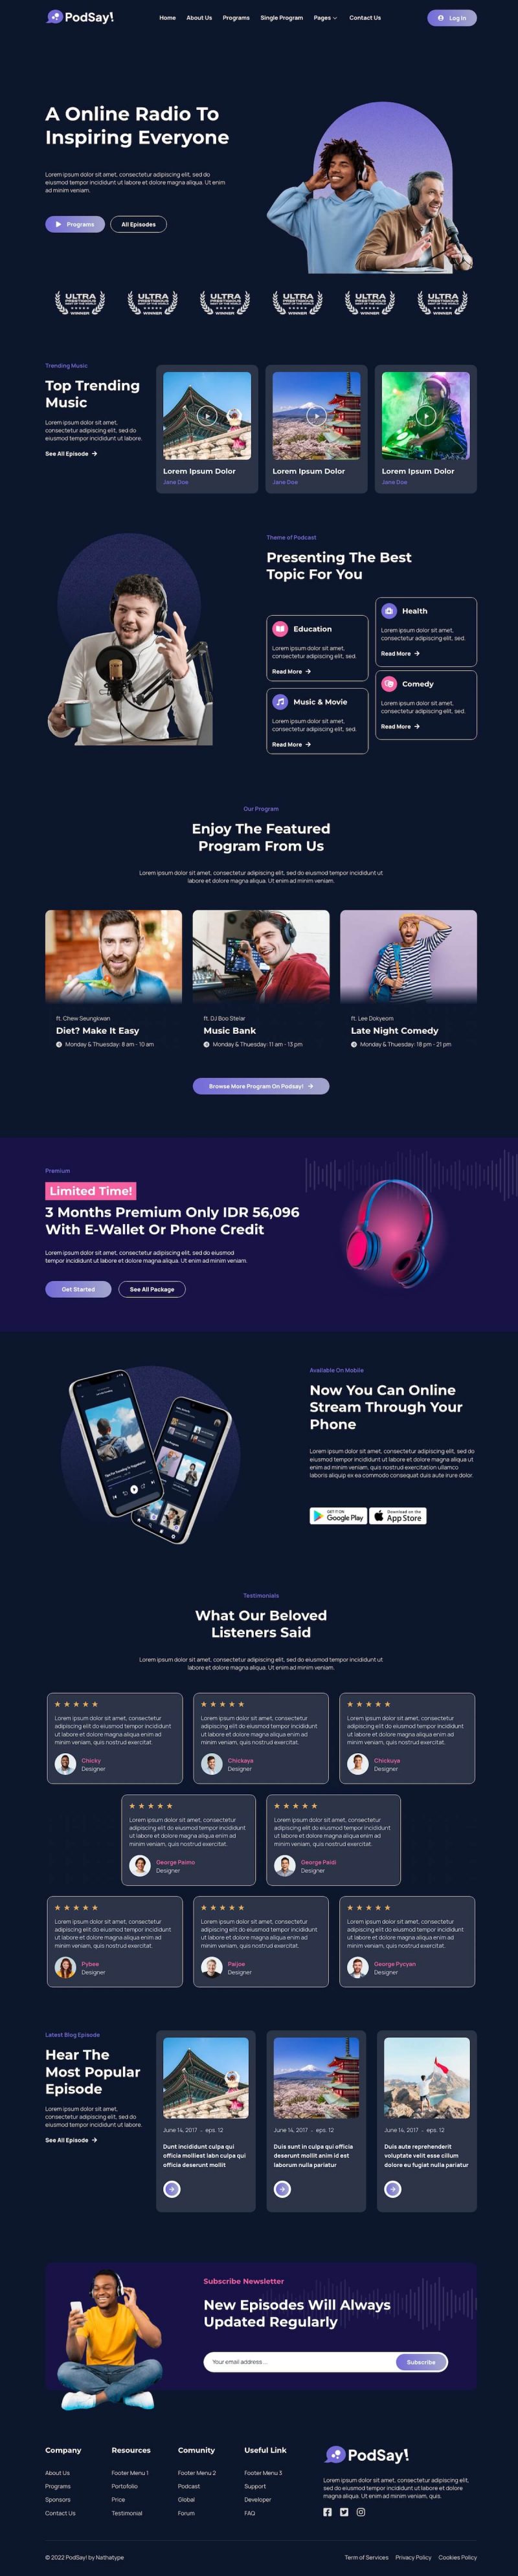 PodSay!
Home About Us Programs Single Program Pages Contact Us
Log In
A Online Radio To
Inspiring Everyone
Lorem ipsum dolor sit amet, consectetur adipiscing elit, sed do
eiusmod tempor incididunt ut labore et dolore magna aliqua. Ut enim
ad minim veniam.
Programs
All Episodes
ULTRA PRESTIGIOUS WINNER
ULTRA PRESTIGIOUS WINNER
ULTRA PRESTIGIOUS WINNER
ULTRA PRESTIGIOUS WINNER
ULTRA PRESTIGIOUS WINNER
ULTRA PRESTIGIOUS WINNER
Trending Music
Top Trending
Music
Lorem ipsum dolor sit amet,
consectetur adipiscing elit, sed do
eiusmod tempor incididunt ut labore.
See All Episode
Lorem Ipsum Dolor
Jane Doe
Lorem Ipsum Dolor
Jane Doe
Lorem Ipsum Dolor
Jane Doe
Theme of Podcast
Presenting The Best
Topic For You
Education
Lorem ipsum dolor sit amet,
consectetur adipiscing elit, sed.
Read More
Health
Lorem ipsum dolor sit amet,
consectetur adipiscing elit, sed.
Read More
Music & Movie
Lorem ipsum dolor sit amet,
consectetur adipiscing elit, sed.
Read More
Comedy
Lorem ipsum dolor sit amet,
consectetur adipiscing elit, sed.
Read More
Our Program
Enjoy The Featured
Program From Us
Lorem ipsum dolor sit amet, consectetur adipiscing elit, sed do eiusmod tempor incididunt ut
labore et dolore magna aliqua. Ut enim ad minim veniam.
ft. Chew Seungkwan
Diet? Make It Easy
Monday & Thuesday: 8 am - 10 am
ft. DJ Boo Stelar
Music Bank
Monday & Thuesday: 11 am - 13 pm
ft. Lee Dokyeom
Late Night Comedy
Monday & Thuesday: 18 pm - 21 pm
Browse More Program On Podsay!
Premium
Limited Time!
3 Months Premium Only IDR 56,096
With E-Wallet Or Phone Credit
Lorem ipsum dolor sit amet, consectetur adipiscing elit, sed do eiusmod
tempor incididunt ut labore et dolore magna aliqua. Ut enim ad minim veniam.
Get Started
See All Package
Available On Mobile
Now You Can Online
Stream Through Your
Phone
Lorem ipsum dolor sit amet, consectetur adipiscing elit, sed do
eiusmod tempor incididunt ut labore et dolore magna aliqua ut
enim ad minim veniam, quis nostrud exercitation ullamco
laboris aliquip ex ea commodo consequat duis aute irure dolor.
GET IT ON
Google Play
Download on the
App Store
Testimonials
What Our Beloved
Listeners Said
Lorem ipsum dolor sit amet, consectetur adipiscing elit, sed do eiusmod tempor incididunt ut
labore et dolore magna aliqua. Ut enim ad minim veniam.
Lorem ipsum dolor sit amet, consectetur
adipiscing elit do eiusmod tempor incididunt
ut labore et dolore magna aliqua enim ad
minim veniam, quis nostrud exercitat.
Chicky
Designer
Lorem ipsum dolor sit amet, consectetur
adipiscing elit do eiusmod tempor incididunt
ut labore et dolore magna aliqua enim ad
minim veniam, quis nostrud exercitat.
Chickaya
Designer
Lorem ipsum dolor sit amet, consectetur
adipiscing elit do eiusmod tempor incididunt
ut labore et dolore magna aliqua enim ad
minim veniam, quis nostrud exercitat.
Chickuya
Designer
Lorem ipsum dolor sit amet, consectetur
adipiscing elit do eiusmod tempor incididunt
ut labore et dolore magna aliqua enim ad
minim veniam, quis nostrud exercitat.
George Paimo
Designer
Lorem ipsum dolor sit amet, consectetur
adipiscing elit do eiusmod tempor incididunt
ut labore et dolore magna aliqua enim ad
minim veniam, quis nostrud exercitat.
George Paldi
Designer
Lorem ipsum dolor sit amet, consectetur
adipiscing elit do eiusmod tempor incididunt
ut labore et dolore magna aliqua enim ad
minim veniam, quis nostrud exercitat.
Pybee
Designer
Lorem ipsum dolor sit amet, consectetur
adipiscing elit do eiusmod tempor incididunt
ut labore et dolore magna aliqua enim ad
minim veniam, quis nostrud exercitat.
Paijoe
Designer
Lorem ipsum dolor sit amet, consectetur
adipiscing elit do eiusmod tempor incididunt
ut labore et dolore magna aliqua enim ad
minim veniam, quis nostrud exercitat.
George Pycyan
Designer
Latest Blog Episode
Hear The
Most Popular
Episode
Lorem ipsum dolor sit amet,
consectetur adipiscing elit, sed do
eiusmod tempor incididunt ut labore.
See All Episode
June 14, 2017 - eps. 12
Dunt incididunt culpa qui
officia molliest labn culpa qui
officia deserunt mollit
June 14, 2017 - eps. 12
Duis sunt in culpa qui officia
deserunt mollit anim id est
laborum nulla pariatur
June 14, 2017 - eps. 12
Duis aute reprehenderit
voluptate velit esse cillum
dolore eu fugiat nulla pariatur
Subscribe Newsletter
New Episodes Will Always
Updated Regularly
Your email address...
Subscribe
Company
About Us
Programs
Sponsors
Contact Us
Resources
Footer Menu 1
Portofolio
Price
Testimonial
Comunity
Footer Menu 2
Podcast
Global
Forum
Useful Link
Footer Menu 3
Support
Developer
FAQ
PodSay!
Lorem ipsum dolor sit amet, consectetur adipiscing elit,
sed do eiusmod tempor incididunt ut labore et dolore
magna aliqua. Ut enim ad minim veniam, quis.
© 2022 PodSay! by Nathatype
Term of Services Privacy Policy Cookies Policy